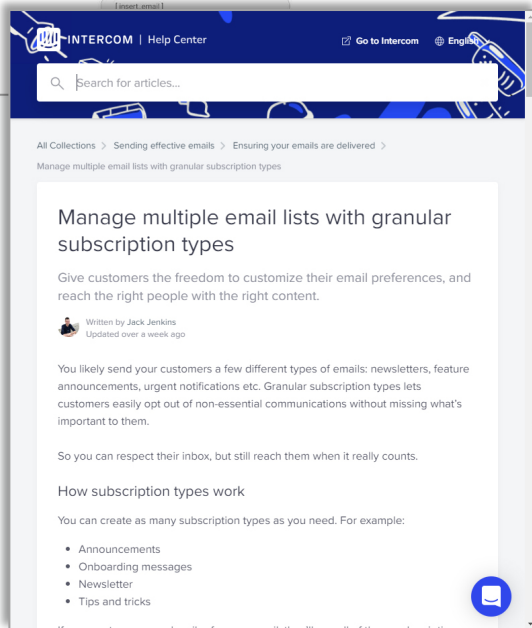 [insert.email]
INTERCOM | Help Center
Go to Intercom
English
Search for articles...
All Collections > Sending effective emails > Ensuring your emails are delivered >
Manage multiple email lists with granular subscription types
Manage multiple email lists with granular
subscription types
Give customers the freedom to customize their email preferences, and
reach the right people with the right content.
Written by Jack Jenkins
Updated over a week ago
You likely send your customers a few different types of emails: newsletters, feature
announcements, urgent notifications etc. Granular subscription types lets
customers easily opt out of non-essential communications without missing what's
important to them.
So you can respect their inbox, but still reach them when it really counts.
How subscription types work
You can create as many subscription types as you need. For example:
• Announcements
• Onboarding messages
• Newsletter
• Tips and tricks